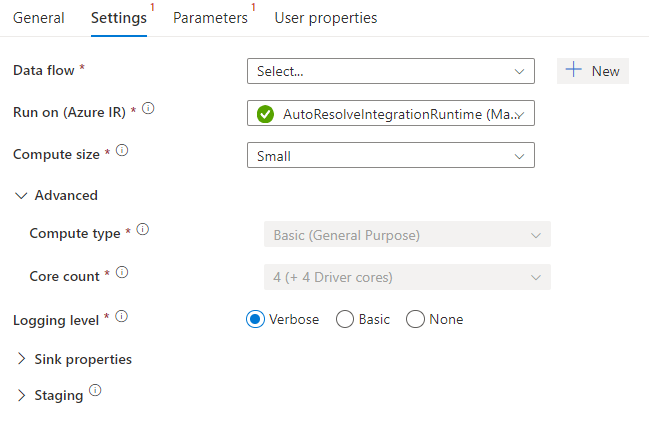 General Settings 1 Parameters 1 User properties
Data flow * Select... New
Run on (Azure IR) * AutoResolveIntegrationRuntime (Ma...
Compute size * Small
Advanced
Compute type * Basic (General Purpose)
Core count * 4 (+ 4 Driver cores)
Logging level * Verbose Basic None
Sink properties
Staging